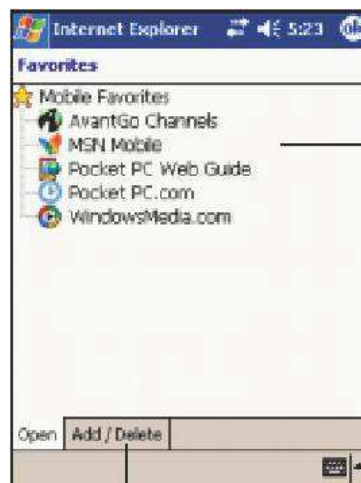 Internet Explorer 5:23 ok
Favorites
Mobile Favorites
AvantGo Channels
MSN Mobile
Pocket PC Web Guide
Pocket PC.com
WindowsMedia.com
Open Add / Delete